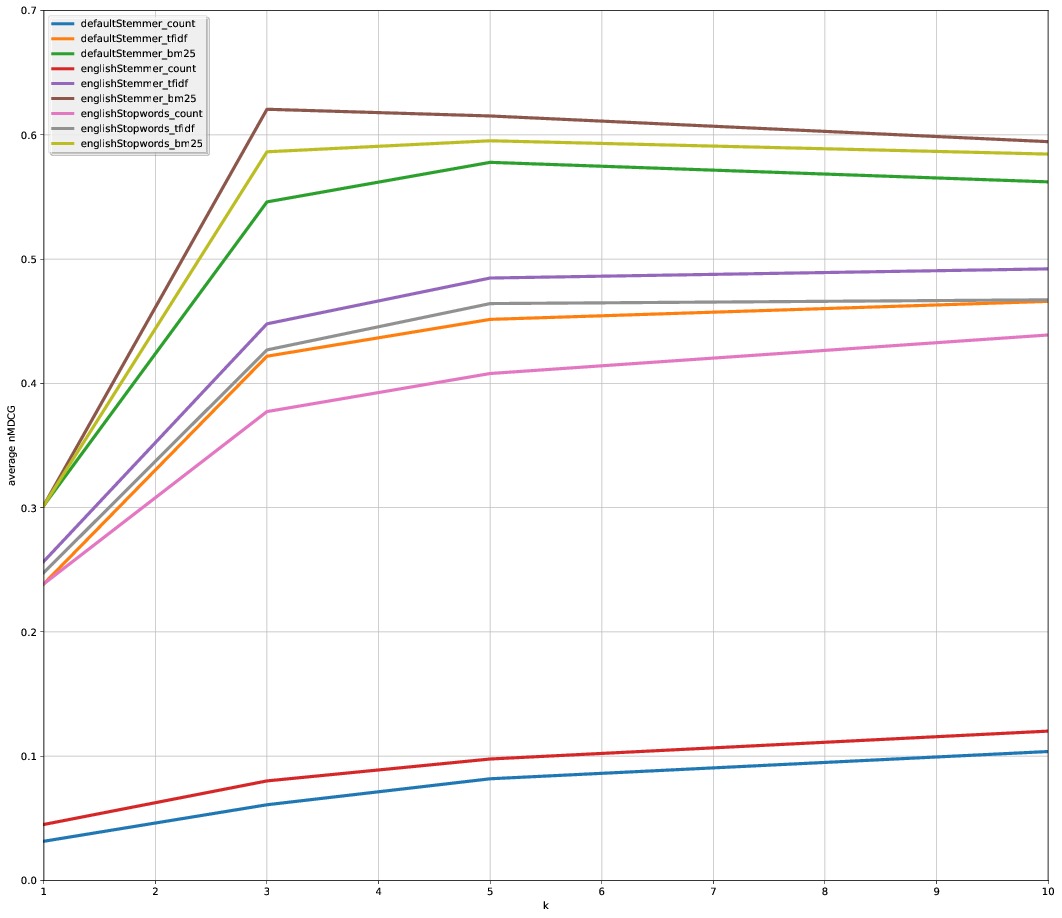 0.7
defaultStemmer_count
defaultStemmer_tfidf
defaultStemmer_bm25
englishStemmer_count
englishStemmer_tfidf
englishStemmer_bm25
englishStopwords_count
englishStopwords_tfidf
englishStopwords_bm25
0.6
0.5
0.4
average nMDCG
0.3
0.2
0.1
0.0
1 2 3 4 5 6 7 8 9 10
k